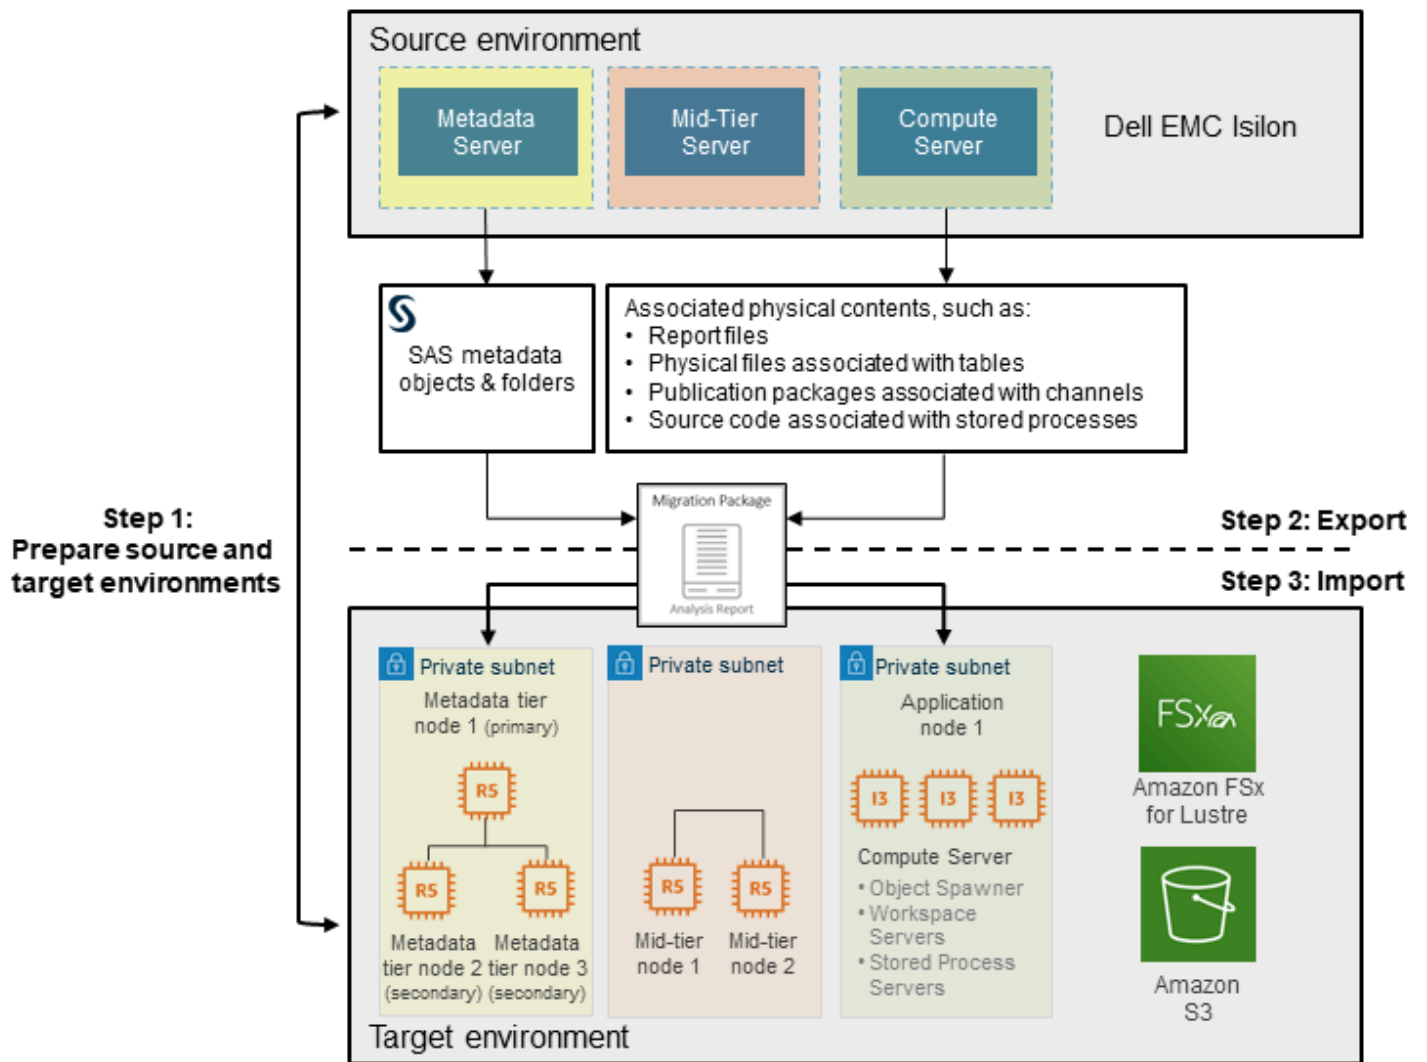 Source environment
Metadata
Server
Mid-Tier
Server
Compute
Server
Dell EMC Isilon
SAS metadata
objects & folders
Associated physical contents, such as:
• Report files
• Physical files associated with tables
• Publication packages associated with channels
• Source code associated with stored processes
Migration Package
Analysis Report
Step 1:
Prepare source and
target environments
Step 2: Export
Step 3: Import
Private subnet
Metadata tier
node 1 (primary)
R5
R5
R5
Metadata
tier node 2
(secondary)
Metadata
tier node 3
(secondary)
Private subnet
R5
R5
Mid-tier
node 1
Mid-tier
node 2
Private subnet
Application
node 1
I3
I3
I3
Compute Server
• Object Spawner
• Workspace
Servers
• Stored Process
Servers
FSx
Amazon FSx
for Lustre
Amazon
S3
Target environment